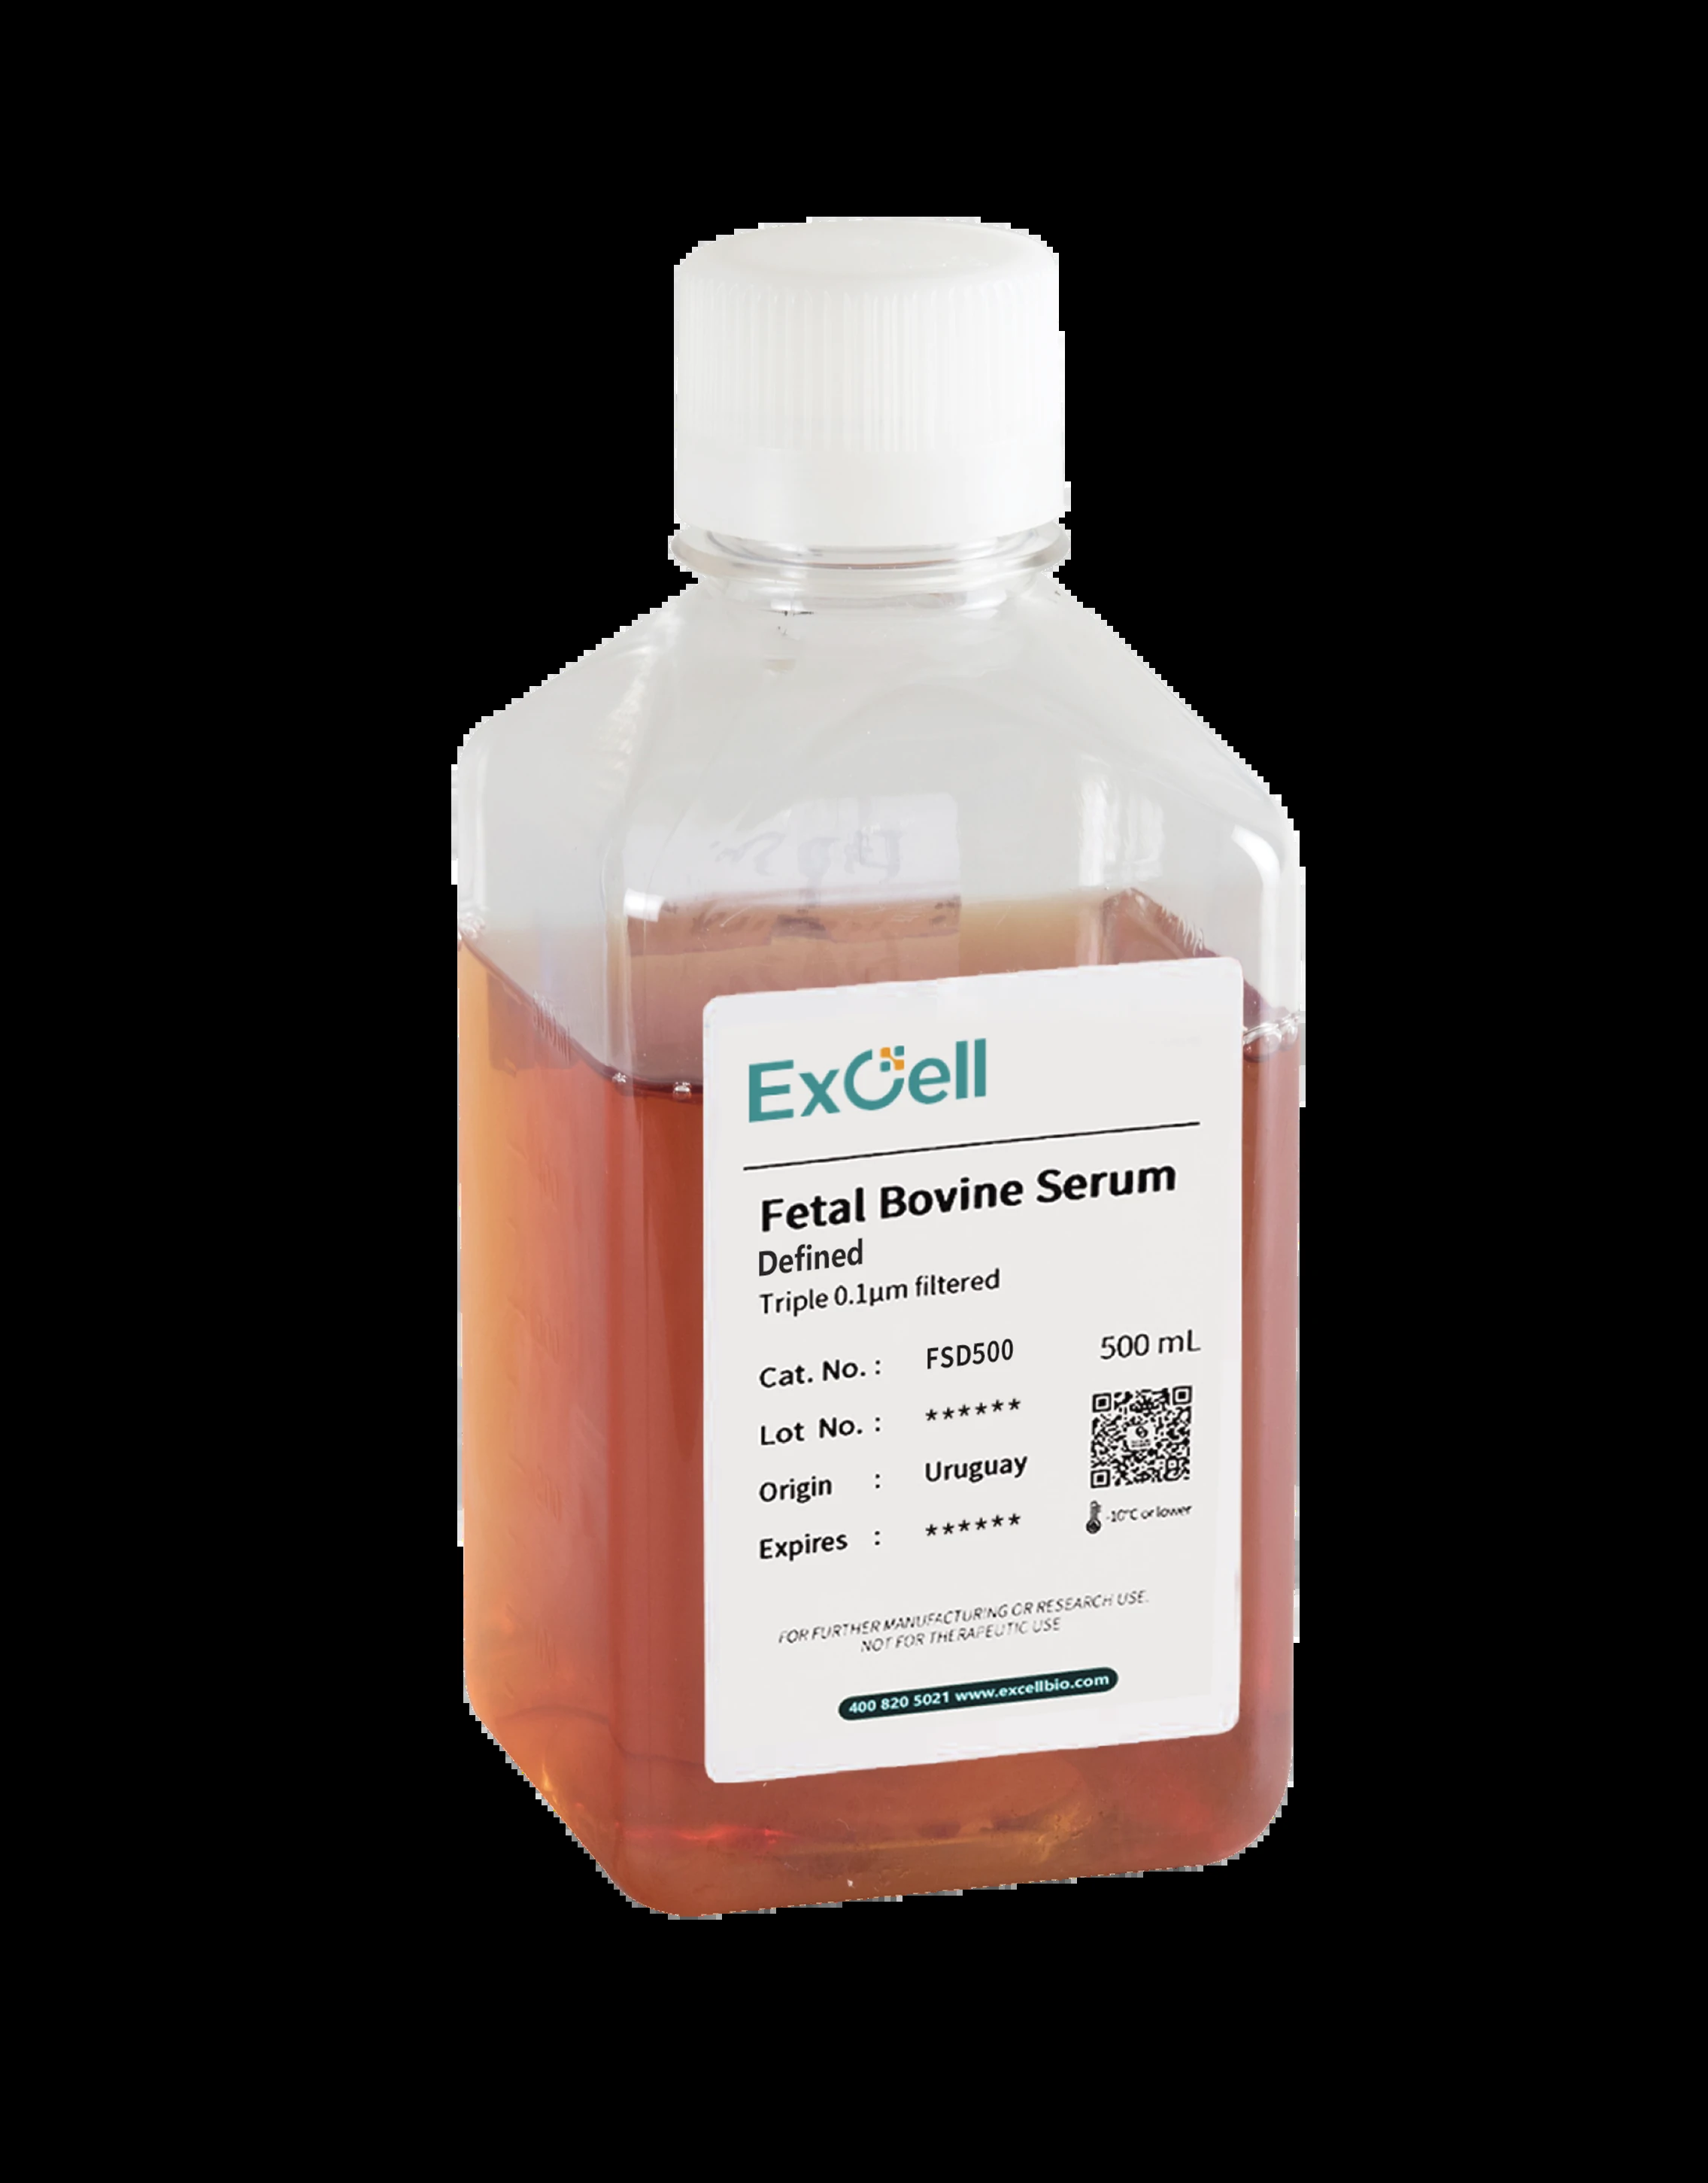 ExCell
Fetal Bovine Serum
Defined
Triple 0.1μm filtered
Cat. No. : FSD500 500 mL
Lot No. : ******
Origin : Uruguay
Expires : ******
-10°C or lower
FOR FURTHER MANUFACTURING OR RESEARCH USE.
NOT FOR THERAPEUTIC USE
400 820 5021 www.excellbio.com